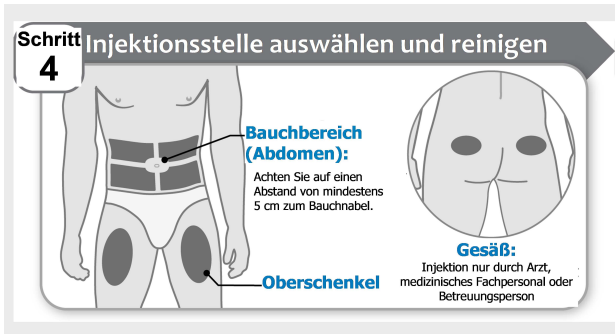 Schritt
4
Injektionsstelle auswählen und reinigen
Bauchbereich
(Abdomen):
Achten Sie auf einen
Abstand von mindestens
5 cm zum Bauchnabel.
Oberschenkel
Gesäß:
Injektion nur durch Arzt,
medizinisches Fachpersonal oder
Betreuungsperson